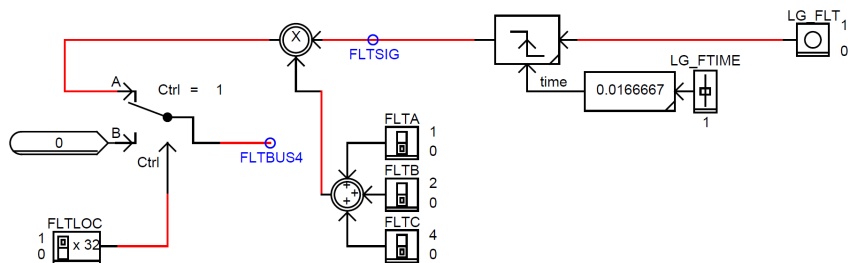 LG_FLT
1
0
X
FLTSIG
LG_FTIME
time
0.0166667
1
A
Ctrl = 1
B
0
Ctrl
FLTBUS4
FLTA
1
0
FLTB
2
0
FLTC
4
0
+
+
+
FLTLOC
1
0
x 32